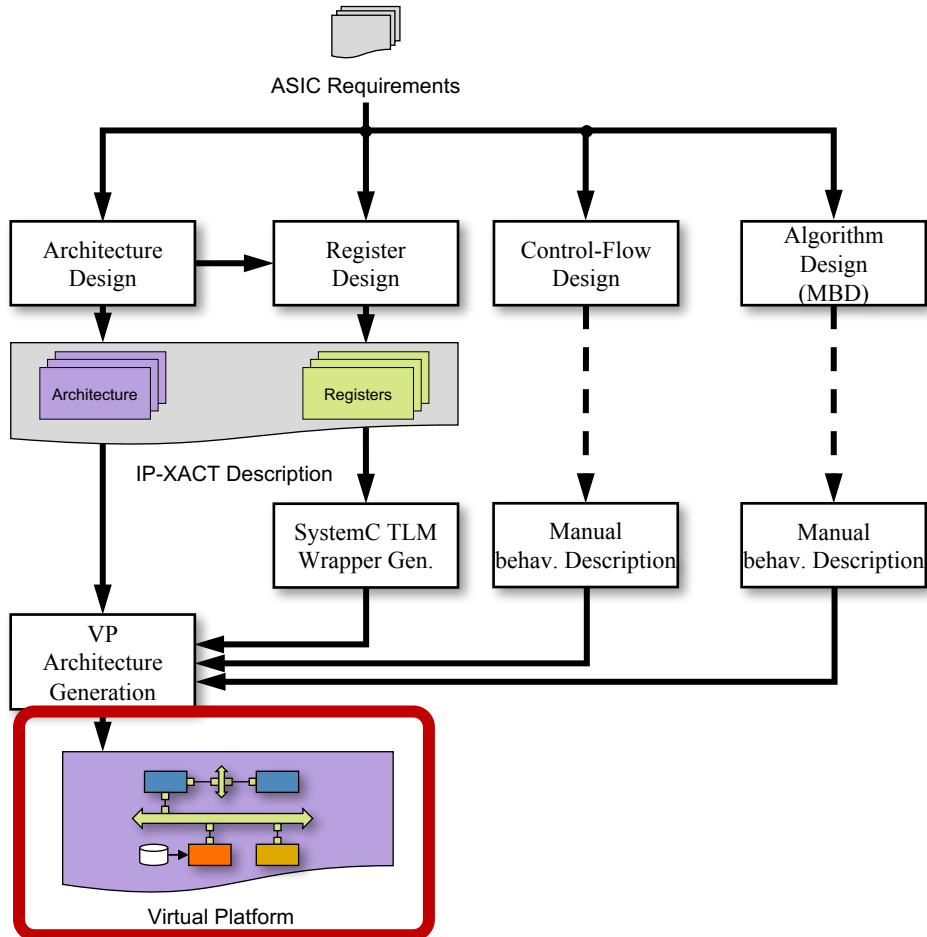 ASIC Requirements
Architecture
Design
Register
Design
Control-Flow
Design
Algorithm
Design
(MBD)
Architecture
Registers
IP-XACT Description
SystemC TLM
Wrapper Gen.
Manual
behav. Description
Manual
behav. Description
VP
Architecture
Generation
Virtual Platform